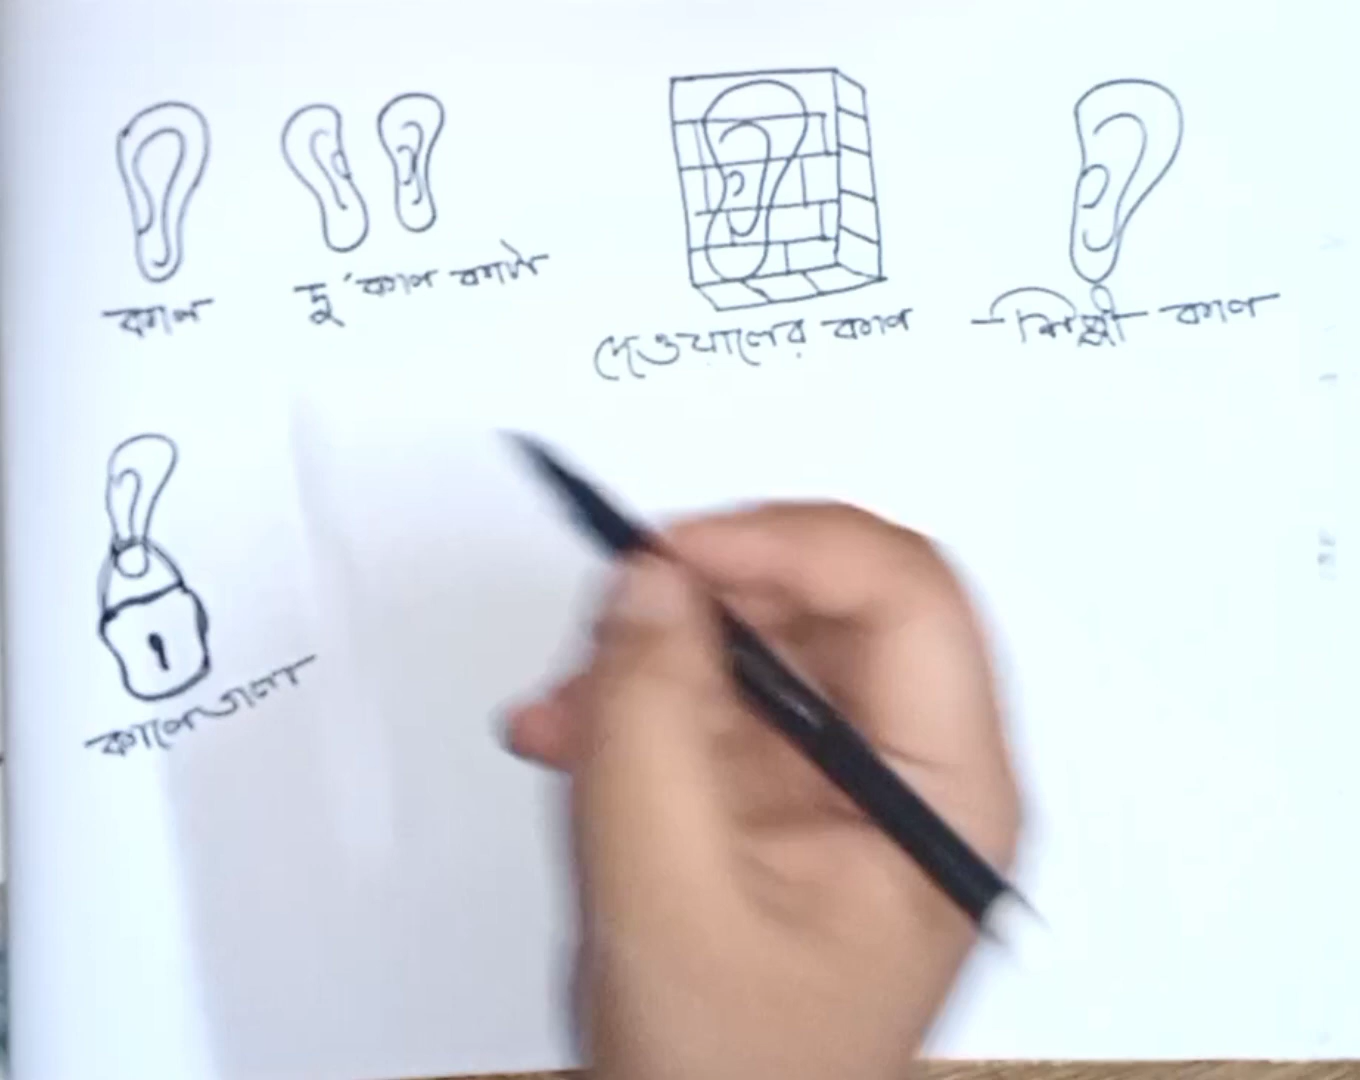 কান
দু'কান কাটা
দেওয়ালের কান
কান
কানেতালা